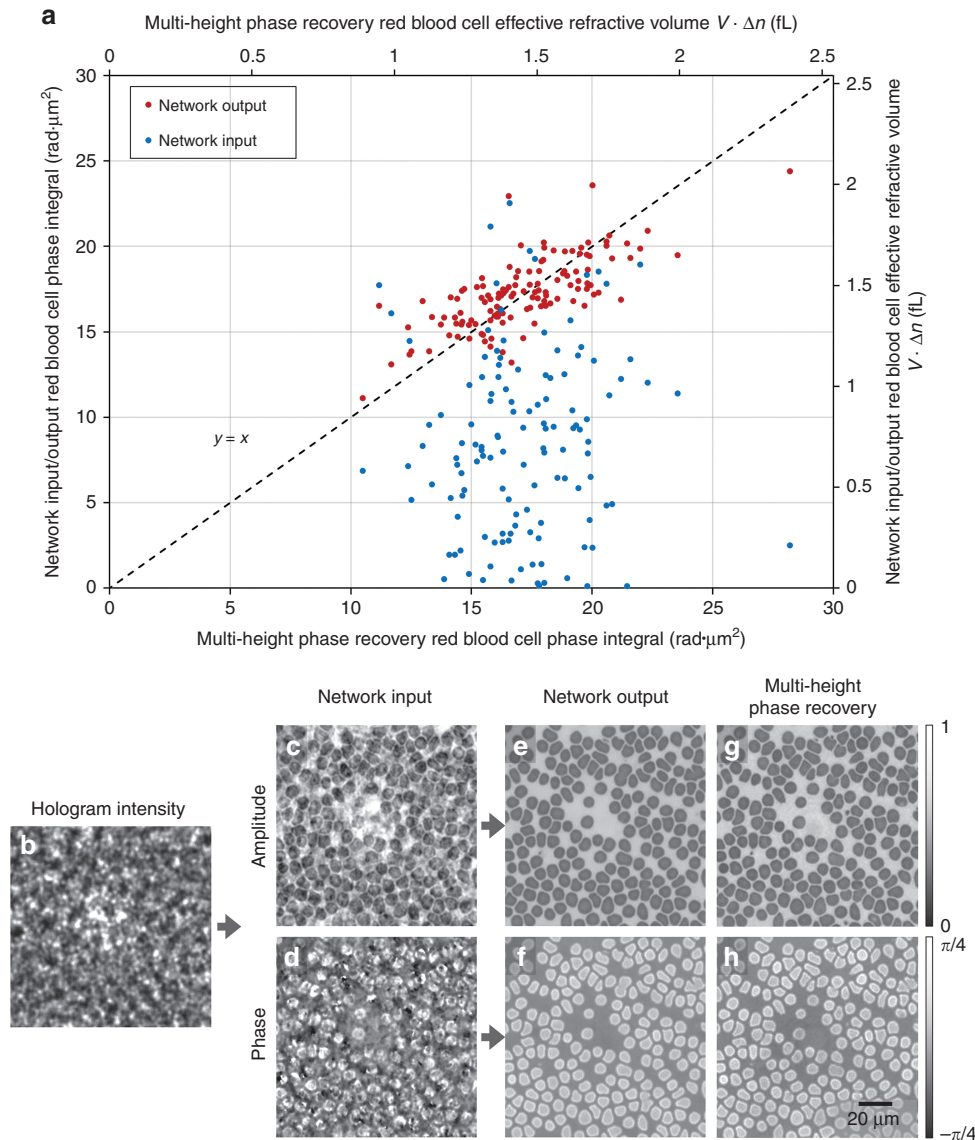 a
Multi-height phase recovery red blood cell effective refractive volume V · Δn (fL)
0 0.5 1 1.5 2 2.5
30
25
20
15
10
5
0
Network input/output red blood cell phase integral (rad·μm²)
Network output
Network input
y = x
2.5
2
1.5
1
0.5
0
Network input/output red blood cell effective refractive volume
V · Δn (fL)
0 5 10 15 20 25 30
Multi-height phase recovery red blood cell phase integral (rad·μm²)
Network input
Network output
Multi-height
phase recovery
Hologram intensity
b
Amplitude
c
e
g
1
0
Phase
d
f
h
π/4
−π/4
20 μm